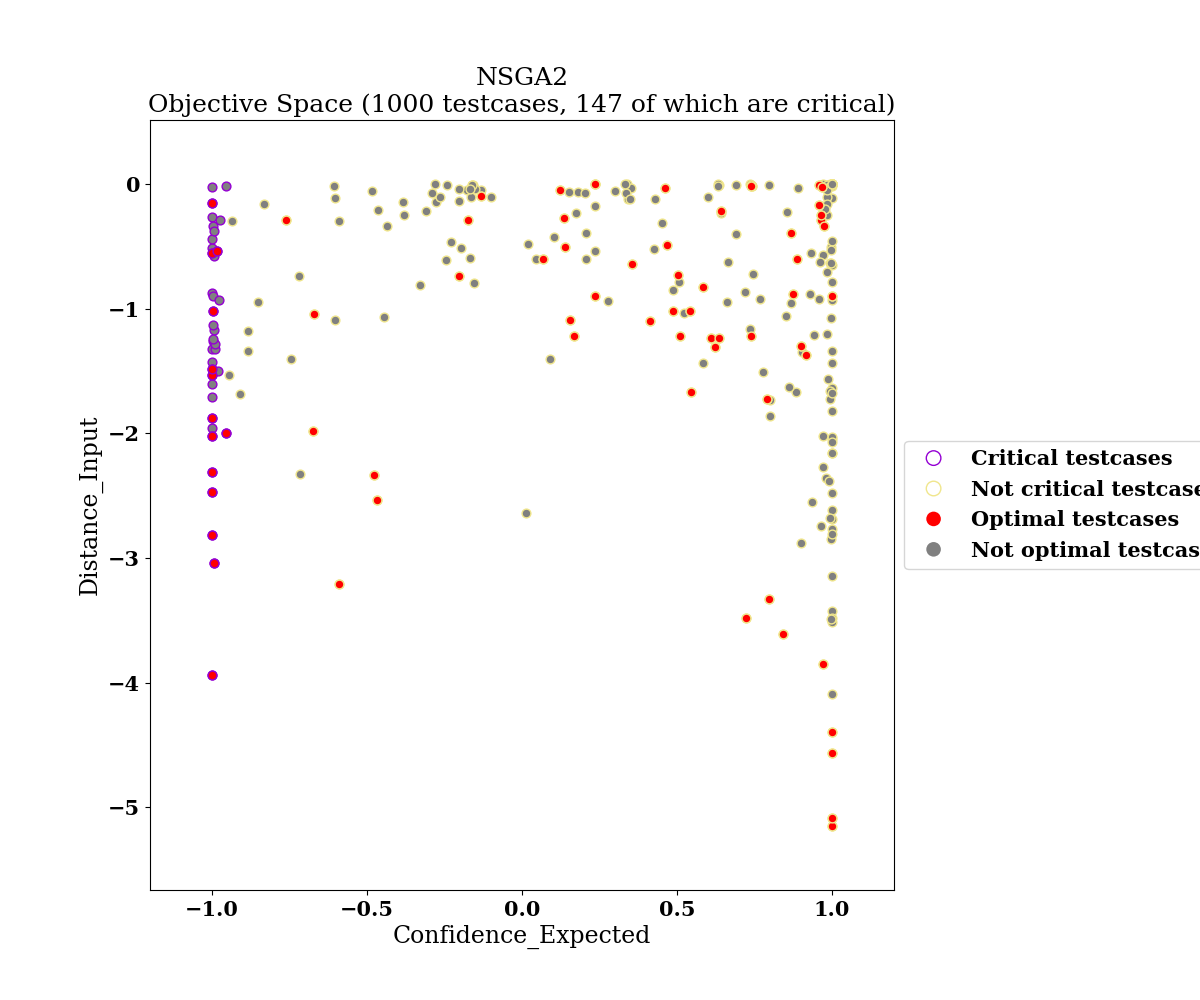 NSGA2
Objective Space (1000 testcases, 147 of which are critical)
0
−1
−2
−3
−4
−5
Distance_Input
−1.0 −0.5 0.0 0.5 1.0
Confidence_Expected
Critical testcases
Not critical testcase
Optimal testcases
Not optimal testcas